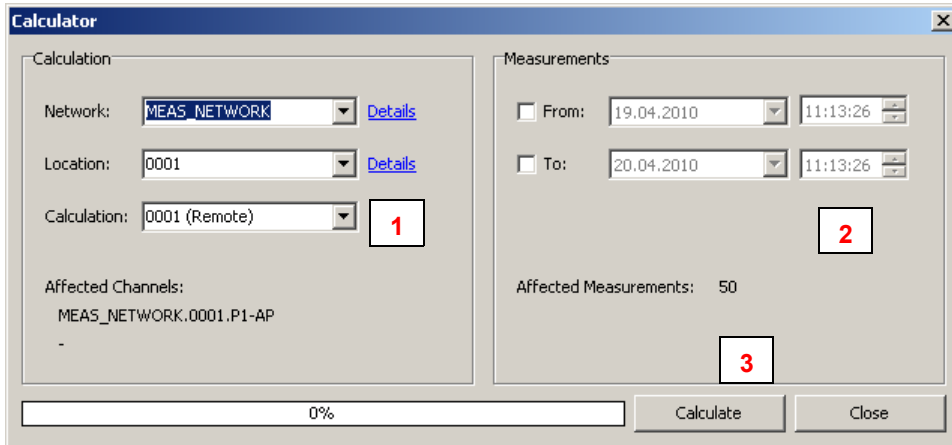 Calculator
Calculation
Network: MEAS_NETWORK Details
Location: 0001 Details
Calculation: 0001 (Remote)
1
Affected Channels:
MEAS_NETWORK.0001.P1-AP
-
Measurements
From: 19.04.2010 11:13:26
To: 20.04.2010 11:13:26
2
Affected Measurements: 50
3
0%
Calculate
Close